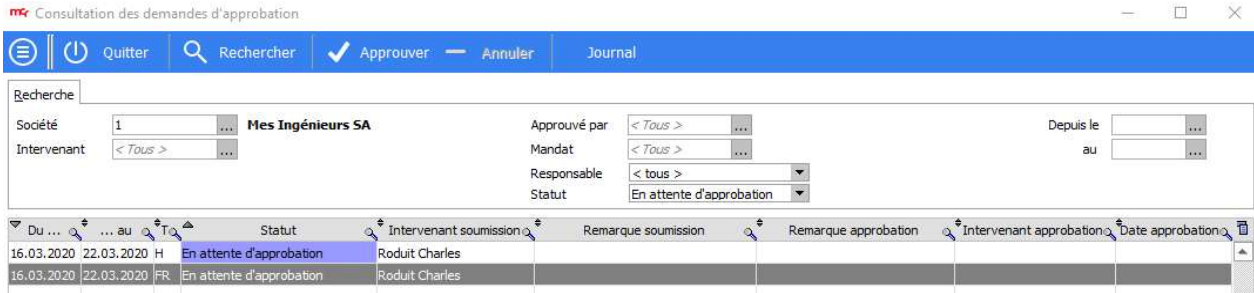 mcr Consultation des demandes d'approbation
Quitter Rechercher Approuver Annuler Journal
Recherche
Société 1 ... Mes Ingénieurs SA Approuvé par < Tous > ... Depuis le ...
Intervenant < Tous > ... Mandat < Tous > ... au ...
Responsable < tous >
Statut En attente d'approbation
Du ... ... au T Statut Intervenant soumission Remarque soumission Remarque approbation Intervenant approbation Date approbation
16.03.2020 22.03.2020 H En attente d'approbation Roduit Charles
16.03.2020 22.03.2020 FR En attente d'approbation Roduit Charles